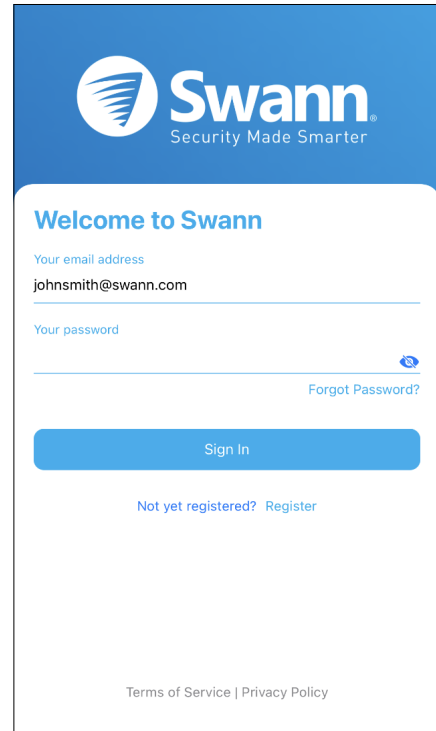 Swann®
Security Made Smarter
Welcome to Swann
Your email address
johnsmith@swann.com
Your password
Forgot Password?
Sign In
Not yet registered? Register
Terms of Service | Privacy Policy